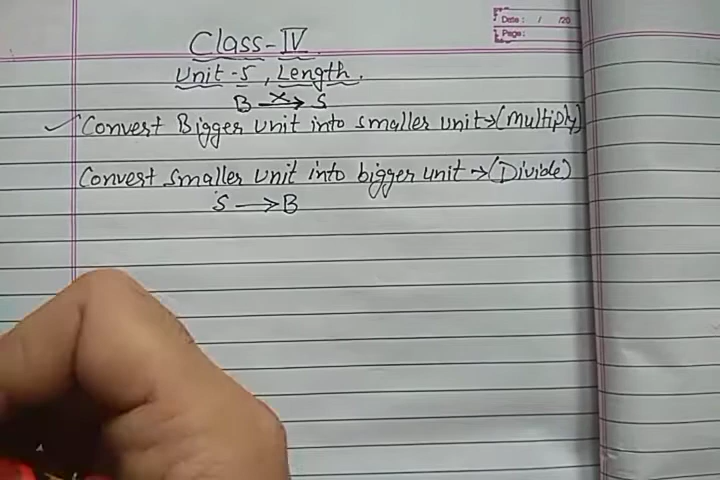 Date: / /20
Page:
Class-IV
Unit-5, Length.
B ×→ S
✓ Convert Bigger unit into smaller unit→(Multiply)
Convert smaller unit into bigger unit→(Divide)
S → B